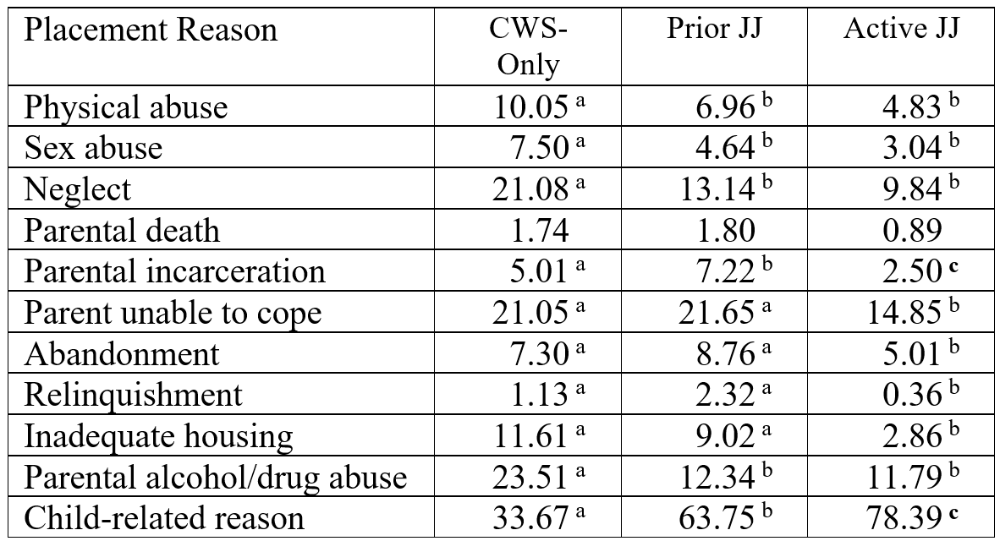 Placement Reason CWS-Only Prior JJ Active JJ
Physical abuse 10.05 a 6.96 b 4.83 b
Sex abuse 7.50 a 4.64 b 3.04 b
Neglect 21.08 a 13.14 b 9.84 b
Parental death 1.74 1.80 0.89
Parental incarceration 5.01 a 7.22 b 2.50 c
Parent unable to cope 21.05 a 21.65 a 14.85 b
Abandonment 7.30 a 8.76 a 5.01 b
Relinquishment 1.13 a 2.32 a 0.36 b
Inadequate housing 11.61 a 9.02 a 2.86 b
Parental alcohol/drug abuse 23.51 a 12.34 b 11.79 b
Child-related reason 33.67 a 63.75 b 78.39 c